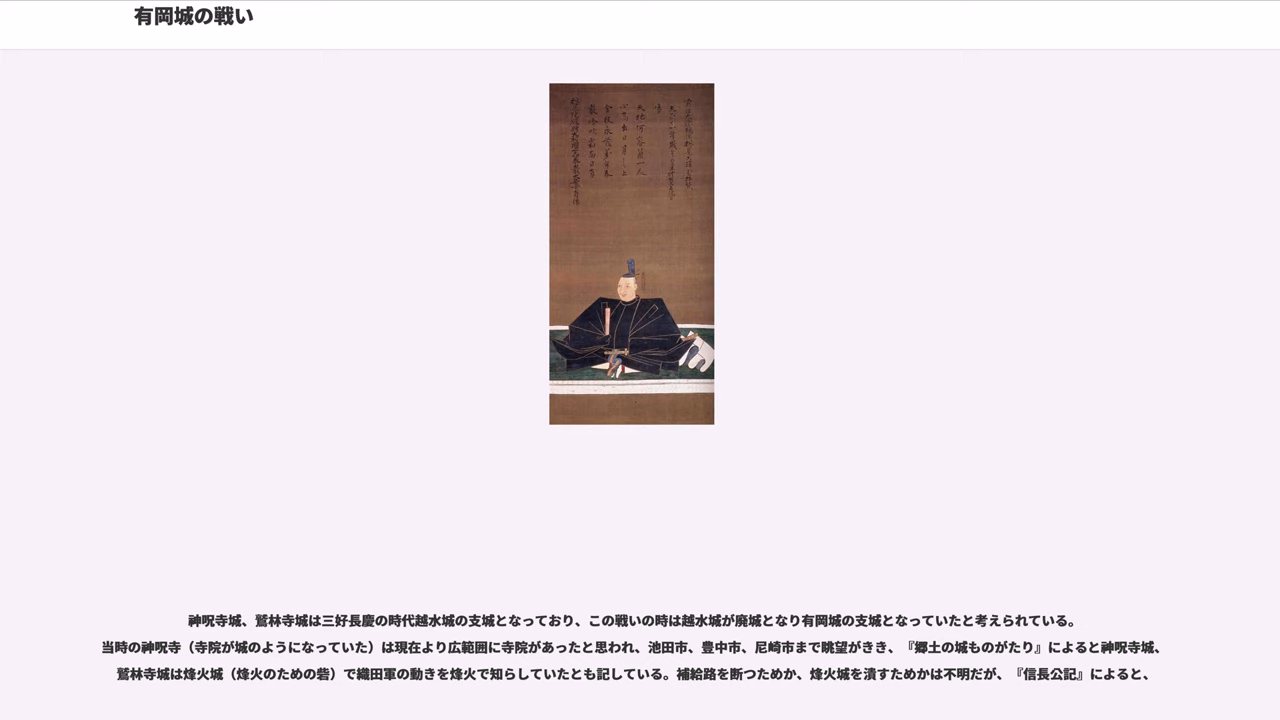 有岡城の戦い
神呪寺城、鷲林寺城は三好長慶の時代越水城の支城となっており、この戦いの時は越水城が廃城となり有岡城の支城となっていたと考えられている。
当時の神呪寺（寺院が城のようになっていた）は現在より広範囲に寺院があったと思われ、池田市、豊中市、尼崎市まで眺望がきき、『郷土の城ものがたり』によると神呪寺城、
鷲林寺城は烽火城（烽火のための砦）で織田軍の動きを烽火で知らしていたとも記している。補給路を断つためか、烽火城を潰すためかは不明だが、『信長公記』によると、